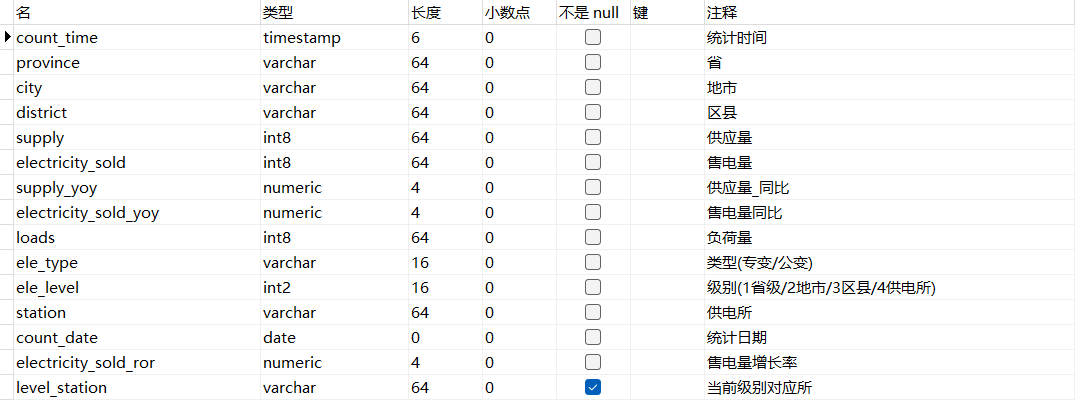 名 类型 长度 小数点 不是 null 键 注释
count_time timestamp 6 0 统计时间
province varchar 64 0 省
city varchar 64 0 地市
district varchar 64 0 区县
supply int8 64 0 供应量
electricity_sold int8 64 0 售电量
supply_yoy numeric 4 0 供应量_同比
electricity_sold_yoy numeric 4 0 售电量同比
loads int8 64 0 负荷量
ele_type varchar 16 0 类型(专变/公变)
ele_level int2 16 0 级别(1省级/2地市/3区县/4供电所)
station varchar 64 0 供电所
count_date date 0 0 统计日期
electricity_sold_ror numeric 4 0 售电量增长率
level_station varchar 64 0 当前级别对应所